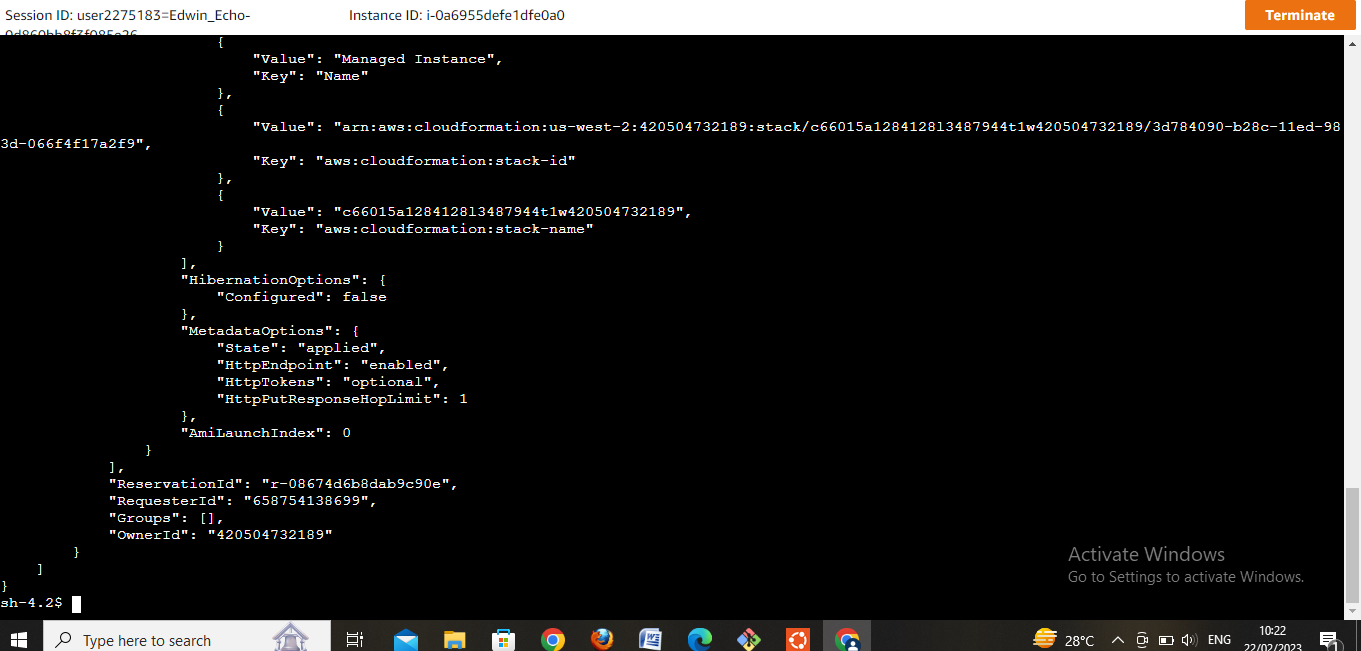 Session ID: user2275183=Edwin_Echo-
Instance ID: i-0a6955defe1dfe0a0
Terminate
0d860bb8f3f085e26
{
"Value": "Managed Instance",
"Key": "Name"
},
{
"Value": "arn:aws:cloudformation:us-west-2:420504732189:stack/c66015a1284128l3487944t1w420504732189/3d784090-b28c-11ed-98
3d-066f4f17a2f9",
"Key": "aws:cloudformation:stack-id"
},
{
"Value": "c66015a1284128l3487944t1w420504732189",
"Key": "aws:cloudformation:stack-name"
}
],
"HibernationOptions": {
"Configured": false
},
"MetadataOptions": {
"State": "applied",
"HttpEndpoint": "enabled",
"HttpTokens": "optional",
"HttpPutResponseHopLimit": 1
},
"AmiLaunchIndex": 0
}
],
"ReservationId": "r-08674d6b8dab9c90e",
"RequesterId": "658754138699",
"Groups": [],
"OwnerId": "420504732189"
}
]
}
sh-4.2$
Activate Windows
Go to Settings to activate Windows.
Type here to search
28°C
ENG
10:22
22/02/2023
1